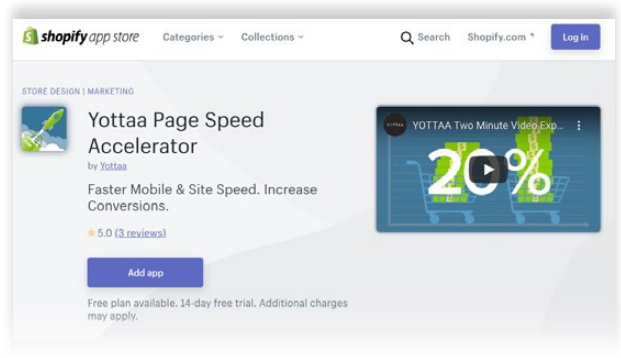 shopify app store Categories Collections Search Shopify.com Log in
STORE DESIGN | MARKETING
Yottaa Page Speed
Accelerator
by Yottaa
Faster Mobile & Site Speed. Increase
Conversions.
5.0 (3 reviews)
Add app
Free plan available. 14-day free trial. Additional charges
may apply.
YOTTAA YOTTAA Two Minute Video Exp...
20%